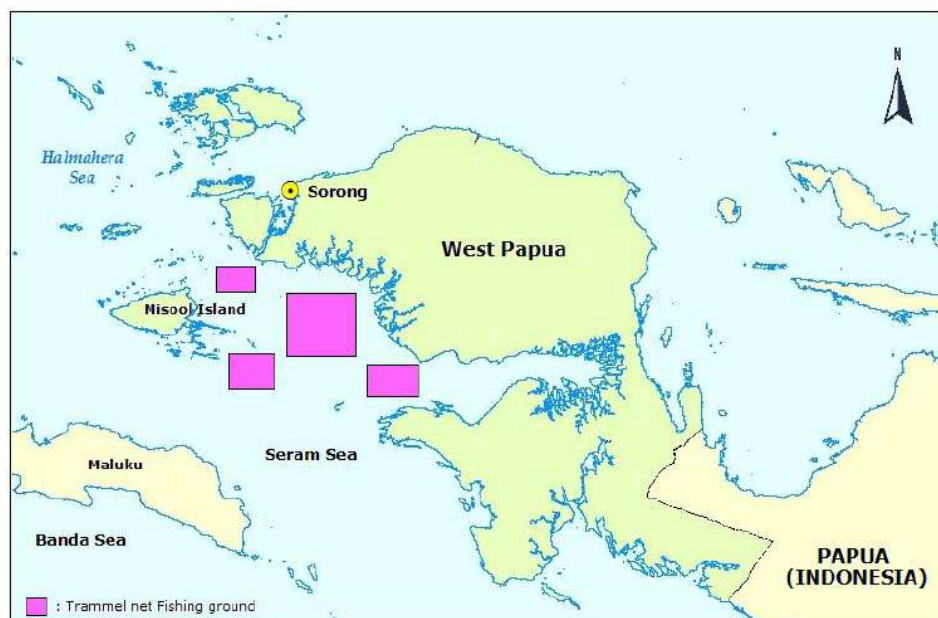 N
Halmahera
Sea
Sorong
West Papua
Misool Island
Seram Sea
Maluku
Banda Sea
PAPUA
(INDONESIA)
: Trammel net Fishing ground